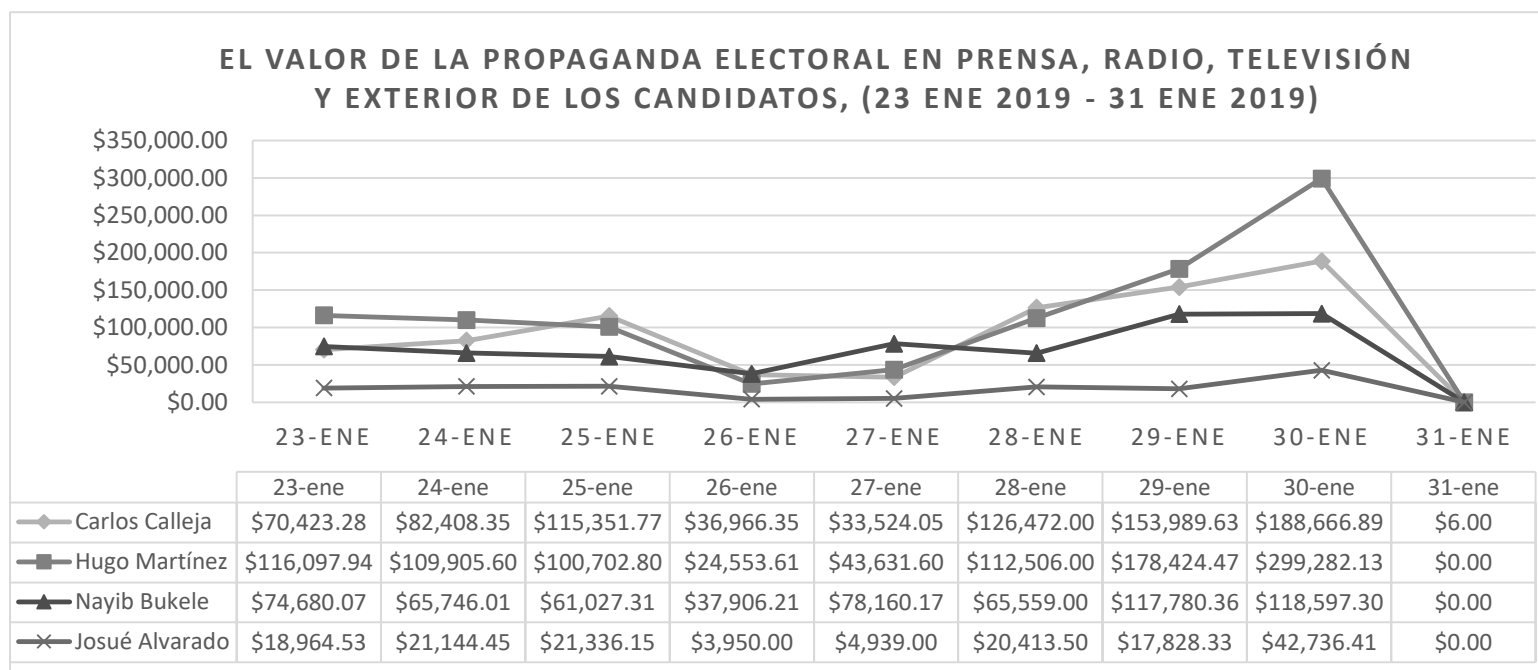 EL VALOR DE LA PROPAGANDA ELECTORAL EN PRENSA, RADIO, TELEVISIÓN
Y EXTERIOR DE LOS CANDIDATOS, (23 ENE 2019 - 31 ENE 2019)
$350,000.00
$300,000.00
$250,000.00
$200,000.00
$150,000.00
$100,000.00
$50,000.00
$0.00
23-ENE 24-ENE 25-ENE 26-ENE 27-ENE 28-ENE 29-ENE 30-ENE 31-ENE
23-ene 24-ene 25-ene 26-ene 27-ene 28-ene 29-ene 30-ene 31-ene
Carlos Calleja $70,423.28 $82,408.35 $115,351.77 $36,966.35 $33,524.05 $126,472.00 $153,989.63 $188,666.89 $6.00
Hugo Martínez $116,097.94 $109,905.60 $100,702.80 $24,553.61 $43,631.60 $112,506.00 $178,424.47 $299,282.13 $0.00
Nayib Bukele $74,680.07 $65,746.01 $61,027.31 $37,906.21 $78,160.17 $65,559.00 $117,780.36 $118,597.30 $0.00
Josué Alvarado $18,964.53 $21,144.45 $21,336.15 $3,950.00 $4,939.00 $20,413.50 $17,828.33 $42,736.41 $0.00